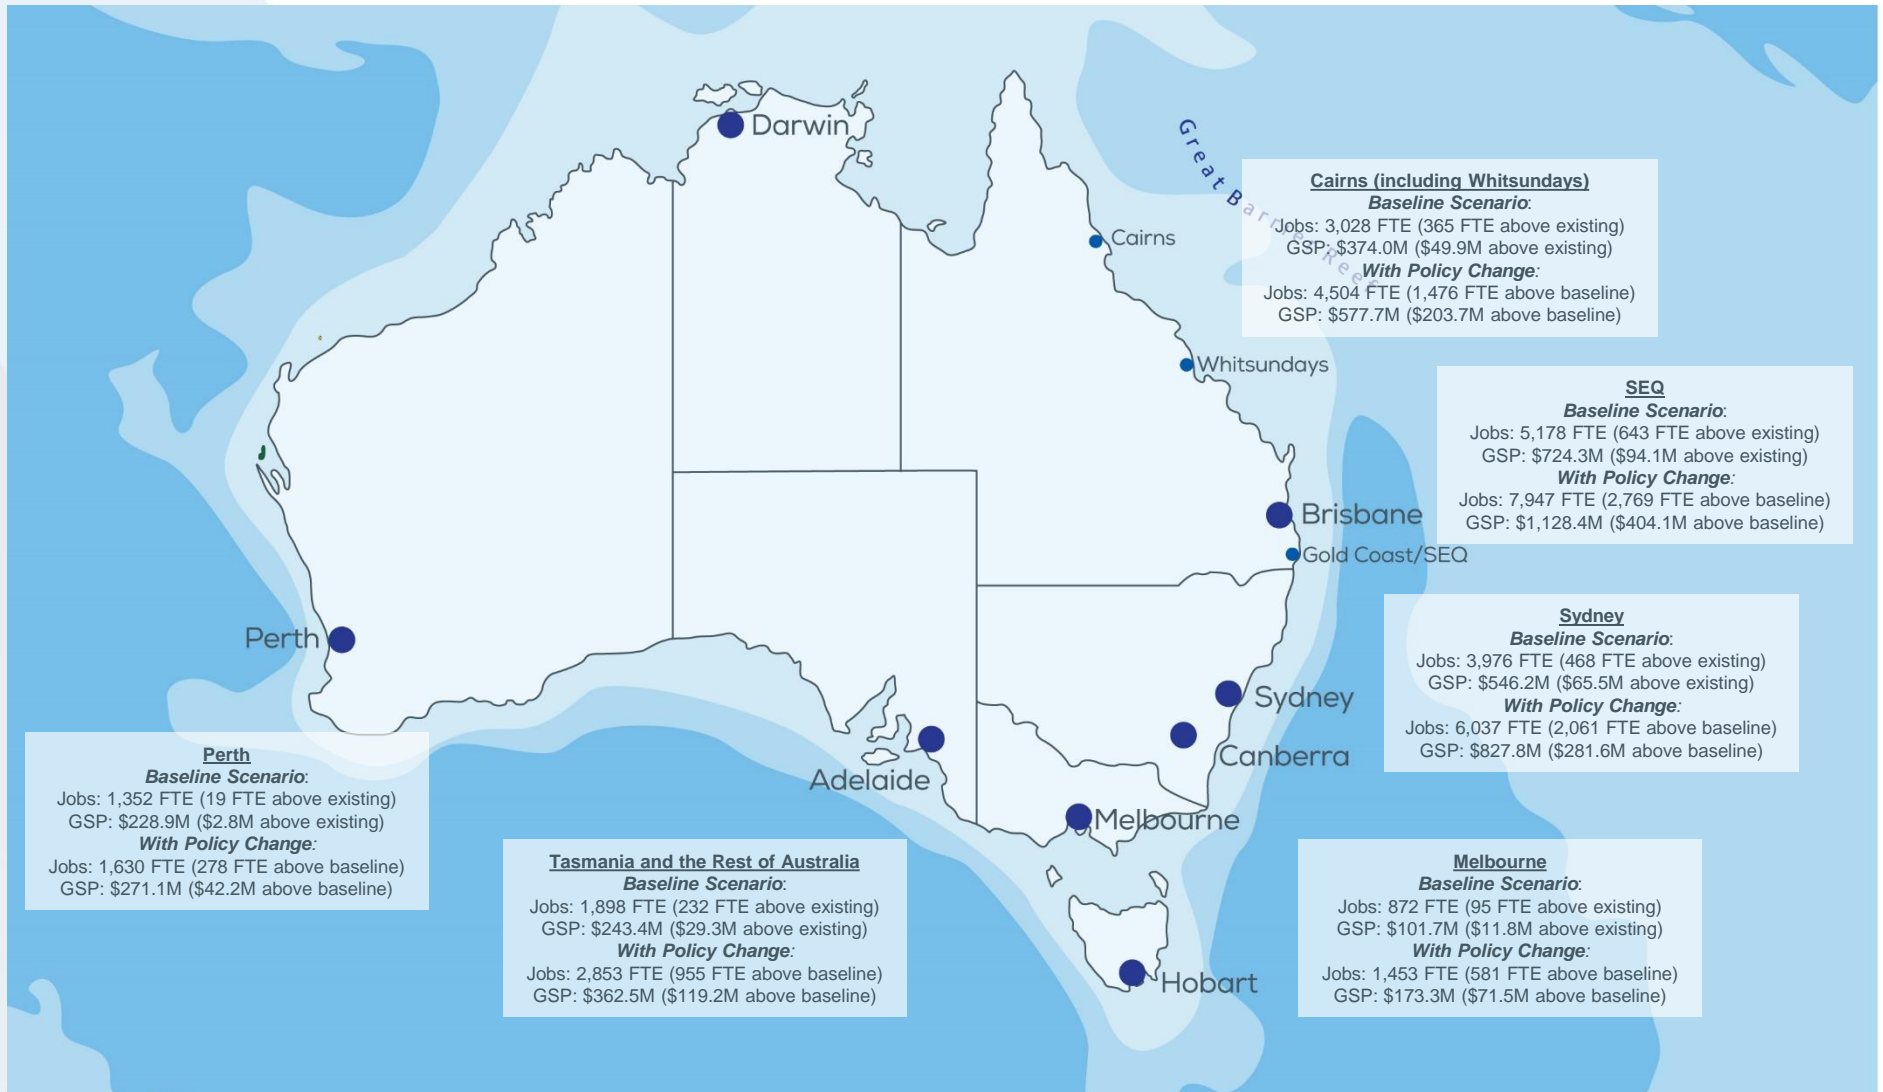 Darwin
Great Barrier Reef
Cairns
Whitsundays
Brisbane
Gold Coast/SEQ
Perth
Sydney
Canberra
Adelaide
Melbourne
Hobart
Cairns (including Whitsundays)
Baseline Scenario:
Jobs: 3,028 FTE (365 FTE above existing)
GSP: $374.0M ($49.9M above existing)
With Policy Change:
Jobs: 4,504 FTE (1,476 FTE above baseline)
GSP: $577.7M ($203.7M above baseline)
SEQ
Baseline Scenario:
Jobs: 5,178 FTE (643 FTE above existing)
GSP: $724.3M ($94.1M above existing)
With Policy Change:
Jobs: 7,947 FTE (2,769 FTE above baseline)
GSP: $1,128.4M ($404.1M above baseline)
Sydney
Baseline Scenario:
Jobs: 3,976 FTE (468 FTE above existing)
GSP: $546.2M ($65.5M above existing)
With Policy Change:
Jobs: 6,037 FTE (2,061 FTE above baseline)
GSP: $827.8M ($281.6M above baseline)
Perth
Baseline Scenario:
Jobs: 1,352 FTE (19 FTE above existing)
GSP: $228.9M ($2.8M above existing)
With Policy Change:
Jobs: 1,630 FTE (278 FTE above baseline)
GSP: $271.1M ($42.2M above baseline)
Tasmania and the Rest of Australia
Baseline Scenario:
Jobs: 1,898 FTE (232 FTE above existing)
GSP: $243.4M ($29.3M above existing)
With Policy Change:
Jobs: 2,853 FTE (955 FTE above baseline)
GSP: $362.5M ($119.2M above baseline)
Melbourne
Baseline Scenario:
Jobs: 872 FTE (95 FTE above existing)
GSP: $101.7M ($11.8M above existing)
With Policy Change:
Jobs: 1,453 FTE (581 FTE above baseline)
GSP: $173.3M ($71.5M above baseline)